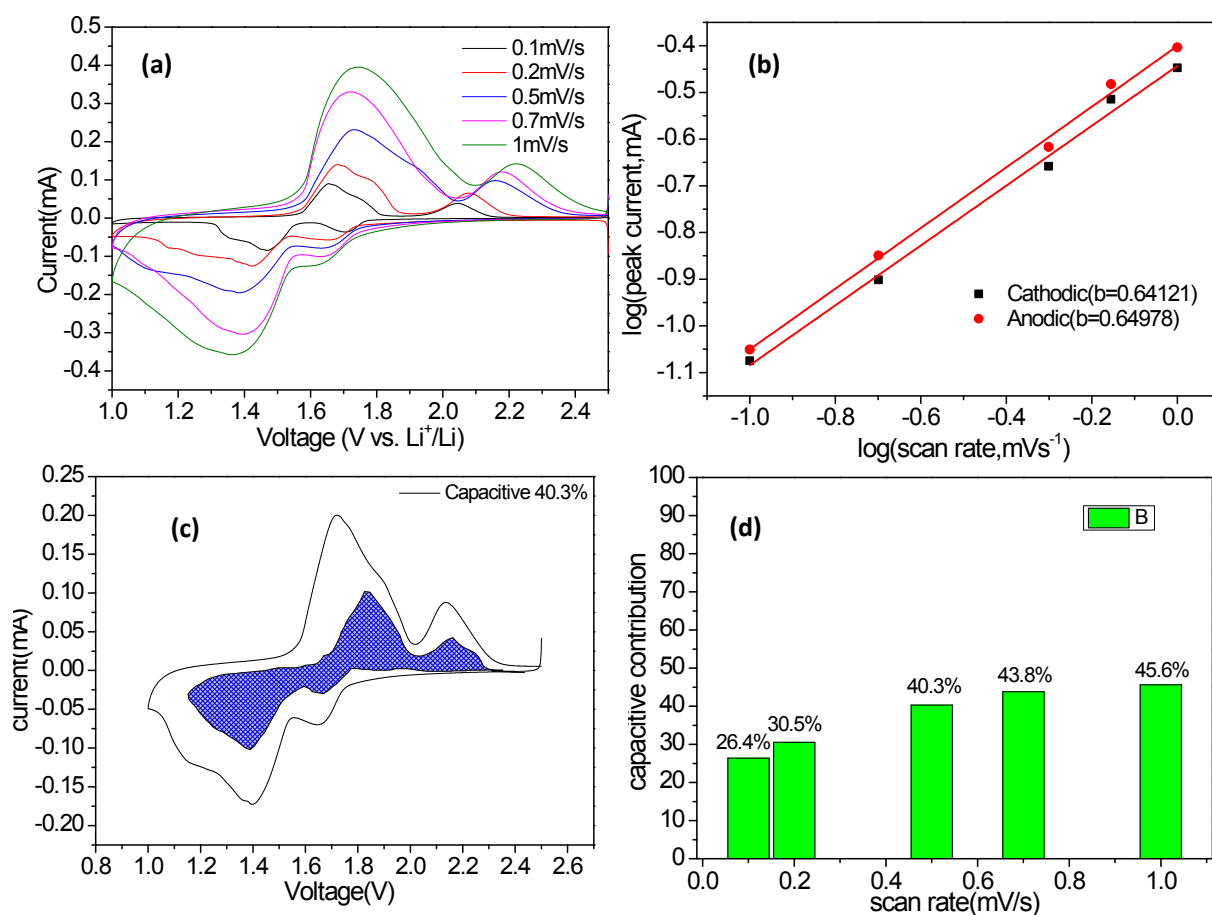 (a)
0.1mV/s
0.2mV/s
0.5mV/s
0.7mV/s
1mV/s
0.5
0.4
0.3
0.2
0.1
0.0
-0.1
-0.2
-0.3
-0.4
Current(mA)
1.0 1.2 1.4 1.6 1.8 2.0 2.2 2.4
Voltage (V vs. Li⁺/Li)
(b)
-0.4
-0.5
-0.6
-0.7
-0.8
-0.9
-1.0
-1.1
log(peak current,mA)
Cathodic(b=0.64121)
Anodic(b=0.64978)
-1.0 -0.8 -0.6 -0.4 -0.2 0.0
log(scan rate,mVs⁻¹)
(c)
Capacitive 40.3%
0.25
0.20
0.15
0.10
0.05
0.00
-0.05
-0.10
-0.15
-0.20
current(mA)
0.8 1.0 1.2 1.4 1.6 1.8 2.0 2.2 2.4 2.6
Voltage(V)
(d)
B
100
90
80
70
60
50
40
30
20
10
0
capacitive contribution
26.4%
30.5%
40.3%
43.8%
45.6%
0.0 0.2 0.4 0.6 0.8 1.0
scan rate(mV/s)